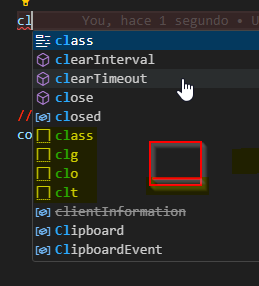 cl You, hace 1 segundo • U
class
clearInterval
clearTimeout
close
closed
class
clg
clo
clt
clientInformation
Clipboard
ClipboardEvent
//
co